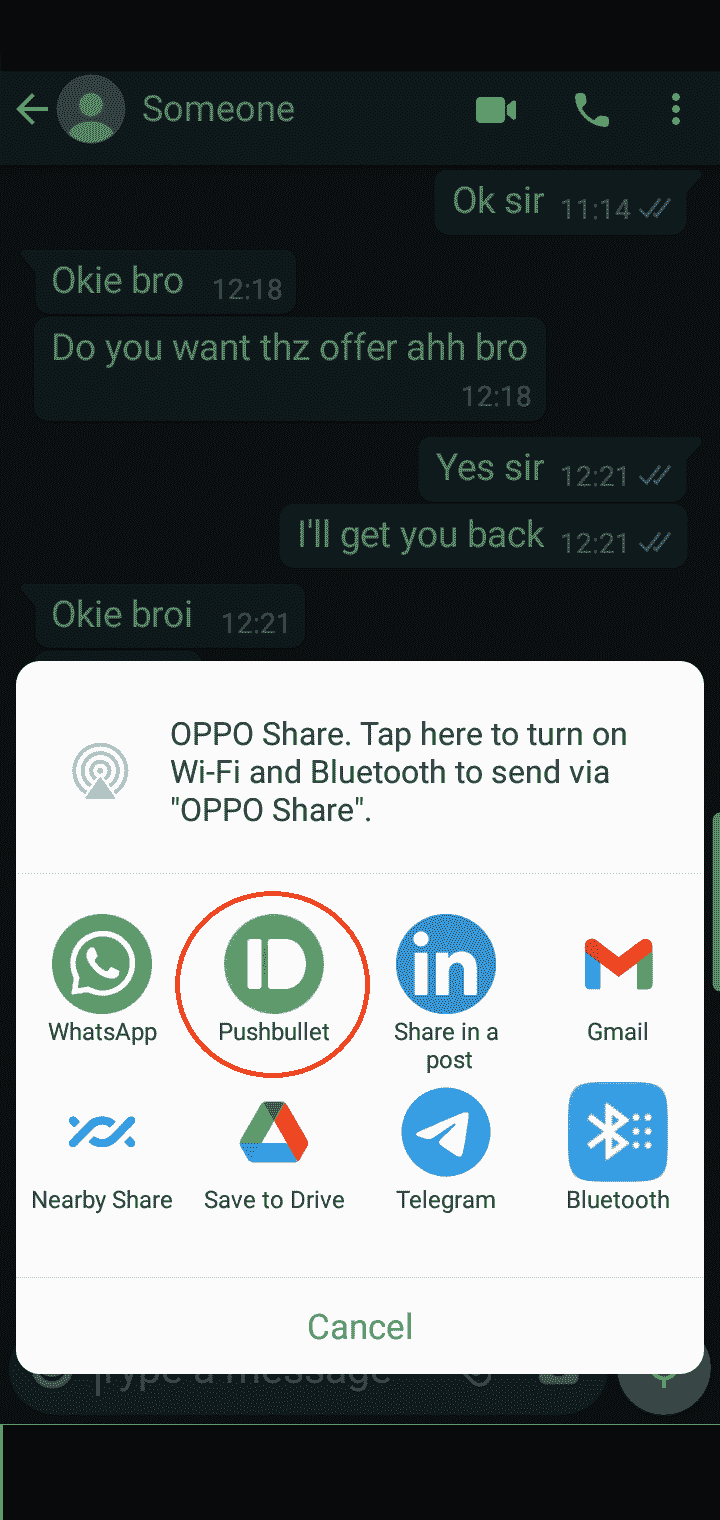 Someone
Ok sir 11:14
Okie bro 12:18
Do you want thz offer ahh bro
12:18
Yes sir 12:21
I'll get you back 12:21
Okie broi 12:21
OPPO Share. Tap here to turn on
Wi-Fi and Bluetooth to send via
"OPPO Share".
WhatsApp Pushbullet Share in a Gmail
post
Nearby Share Save to Drive Telegram Bluetooth
Cancel
Type a message